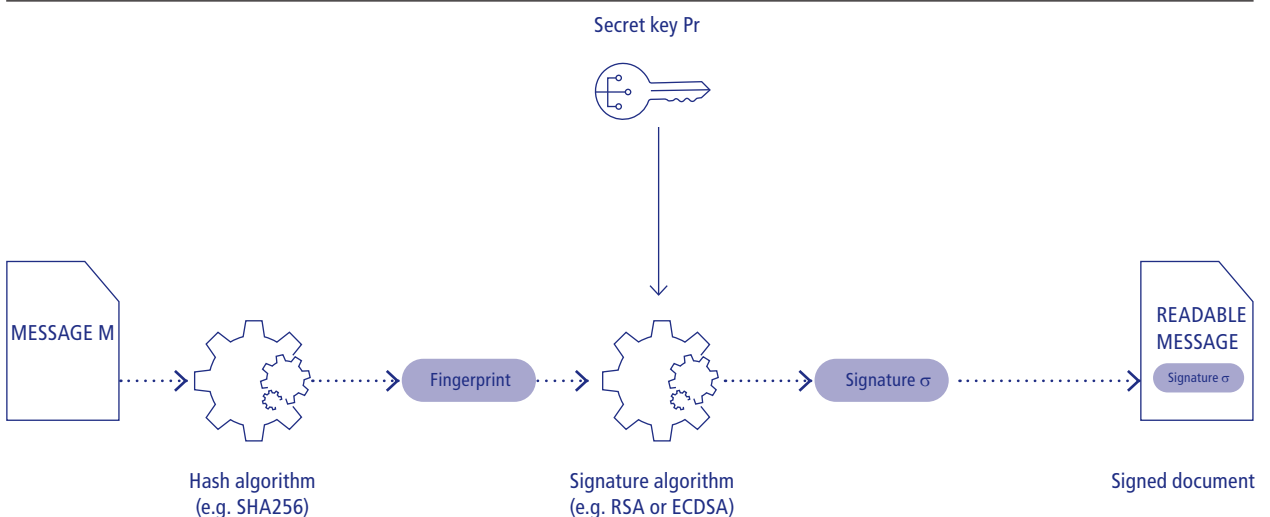 Secret key Pr
MESSAGE M
READABLE
MESSAGE
Signature σ
Fingerprint
Signature σ
Hash algorithm
(e.g. SHA256)
Signature algorithm
(e.g. RSA or ECDSA)
Signed document